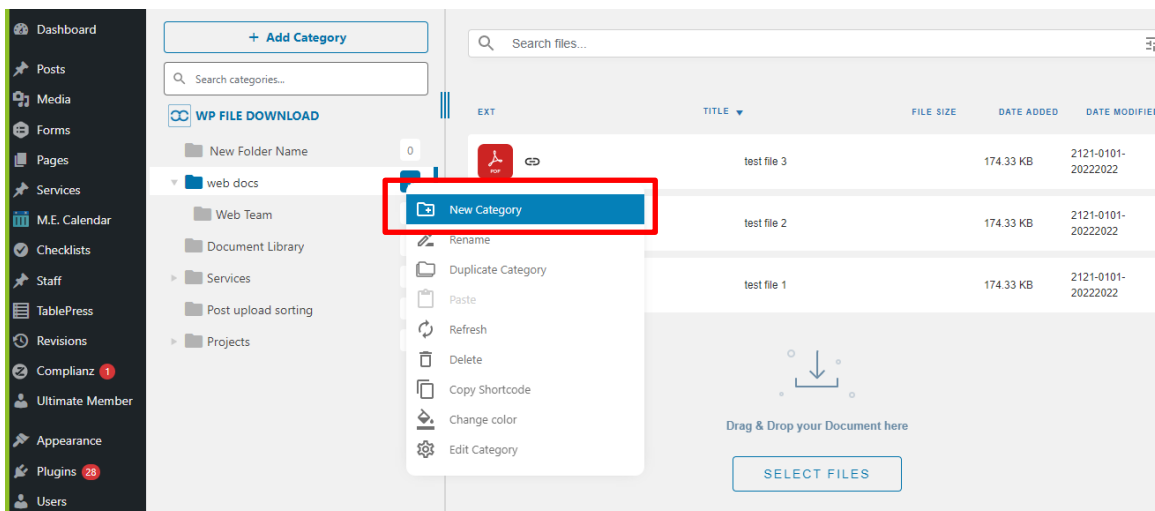 Dashboard
Posts
Media
Forms
Pages
Services
M.E. Calendar
Checklists
Staff
TablePress
Revisions
Complianz 1
Ultimate Member
Appearance
Plugins 28
Users
+ Add Category
Search categories...
WP FILE DOWNLOAD
New Folder Name 0
web docs
Web Team
Document Library
Services
Post upload sorting
Projects
New Category
Rename
Duplicate Category
Paste
Refresh
Delete
Copy Shortcode
Change color
Edit Category
Search files...
EXT TITLE FILE SIZE DATE ADDED DATE MODIFIED
PDF test file 3 174.33 KB 2121-0101-
20222022
test file 2 174.33 KB 2121-0101-
20222022
test file 1 174.33 KB 2121-0101-
20222022
Drag & Drop your Document here
SELECT FILES